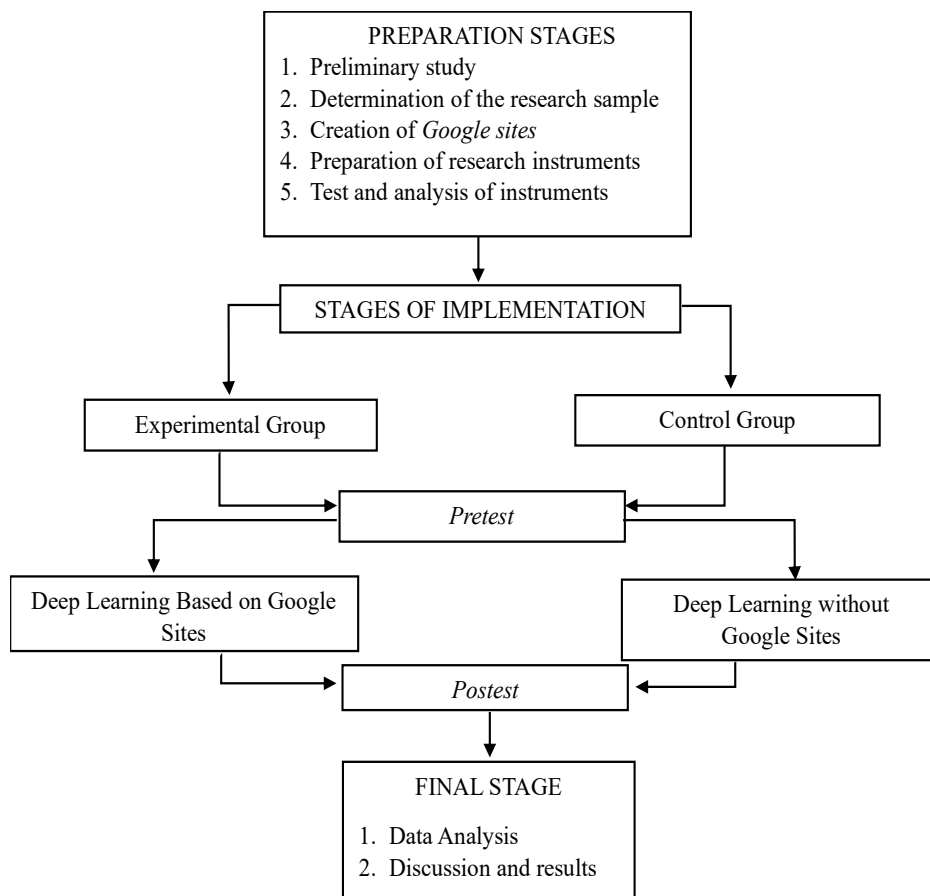 PREPARATION STAGES
1. Preliminary study
2. Determination of the research sample
3. Creation of Google sites
4. Preparation of research instruments
5. Test and analysis of instruments
STAGES OF IMPLEMENTATION
Experimental Group
Control Group
Pretest
Deep Learning Based on Google
Sites
Deep Learning without
Google Sites
Postest
FINAL STAGE
1. Data Analysis
2. Discussion and results